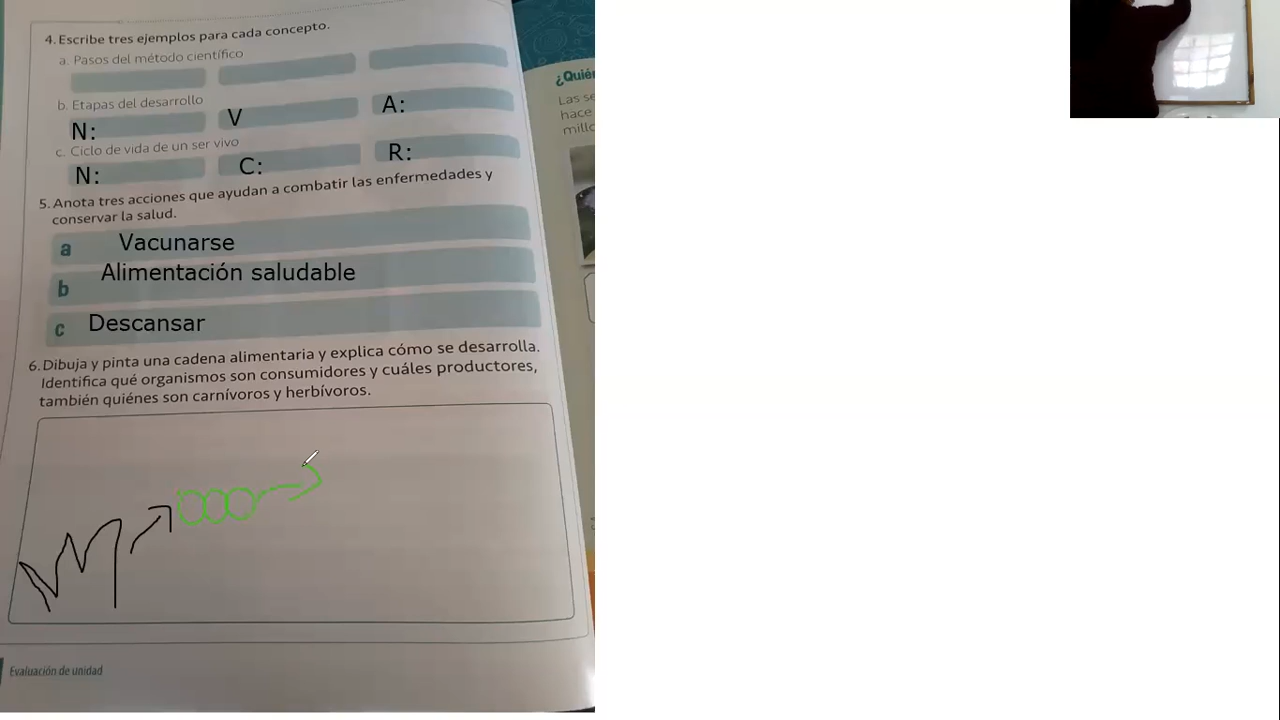 4. Escribe tres ejemplos para cada concepto.
a. Pasos del método científico
b. Etapas del desarrollo
N: V A:
c. Ciclo de vida de un ser vivo
N: C: R:
5. Anota tres acciones que ayudan a combatir las enfermedades y
conservar la salud.
a Vacunarse
b Alimentación saludable
c Descansar
6. Dibuja y pinta una cadena alimentaria y explica cómo se desarrolla.
Identifica qué organismos son consumidores y cuáles productores,
también quiénes son carnívoros y herbívoros.
Evaluación de unidad
¿Quié
Las se
hace
millo